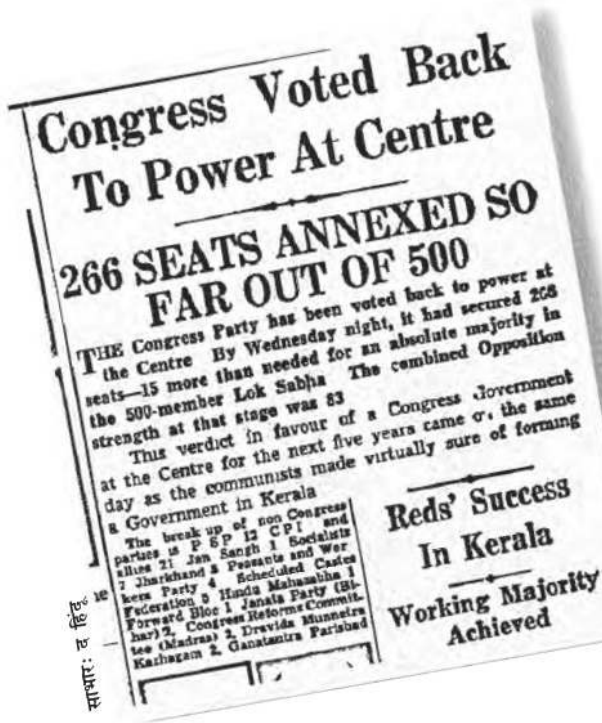 Congress Voted Back
To Power At Centre
266 SEATS ANNEXED SO
FAR OUT OF 500
THE Congress Party has been voted back to power at
the Centre By Wednesday night, it had secured 266
seats—15 more than needed for an absolute majority in
the 500-member Lok Sabha The combined Opposition
strength at that stage was 83
This verdict in favour of a Congress Government
at the Centre for the next five years came on the same
day as the communists made virtually sure of forming
a Government in Kerala
The break up of non Congress
parties is P S P 12 C P I and
allies 21 Jan Sangh 1 Socialists
7 Jharkhand 5 Peasants and Wor
kers Party 4 Scheduled Castes
Federation 5 Hindu Mahasabha 1
Forward Bloc 1 Janata Party (Bi-
har) 2, Congress Reforms Commit-
tee (Madras) 2, Dravida Munnetra
Kazhagam 2, Ganatantra Parishad
Reds' Success
In Kerala
Working Majority
Achieved
साभार: द हिंदू